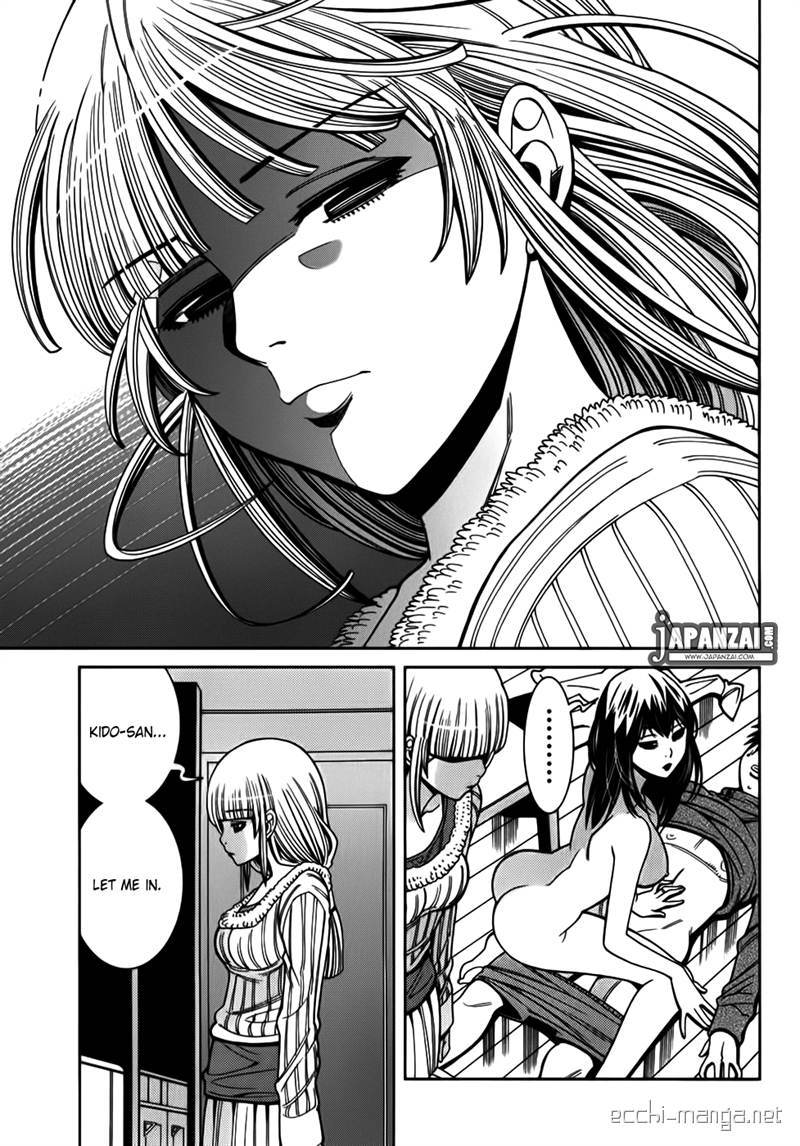 JAPANZAI.COM
WWW.JAPANZAI.COM
........
KIDO-SAN...
LET ME IN.
ecchi-manga.net